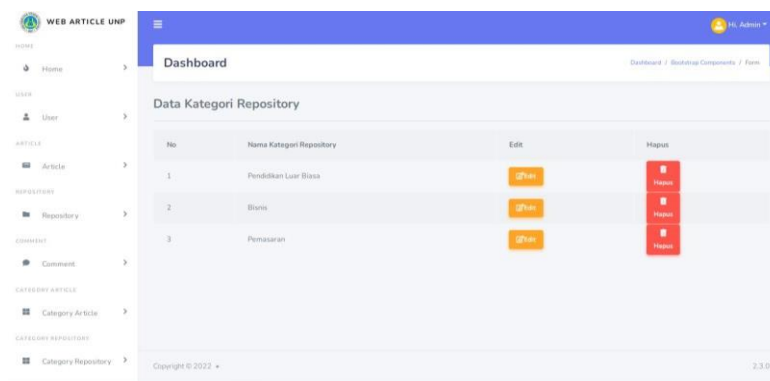 WEB ARTICLE UNP
Hi, Admin
HOME
Home
USER
User
ARTICLE
Article
REPOSITORY
Repository
COMMENT
Comment
CATEGORY ARTICLE
Category Article
CATEGORY REPOSITORY
Category Repository
Dashboard
Dashboard / Bootstrap Components / Form
Data Kategori Repository
No Nama Kategori Repository Edit Hapus
1 Pendidikan Luar Biasa Edit Hapus
2 Bisnis Edit Hapus
3 Pemasaran Edit Hapus
Copyright © 2022 • 2.3.0